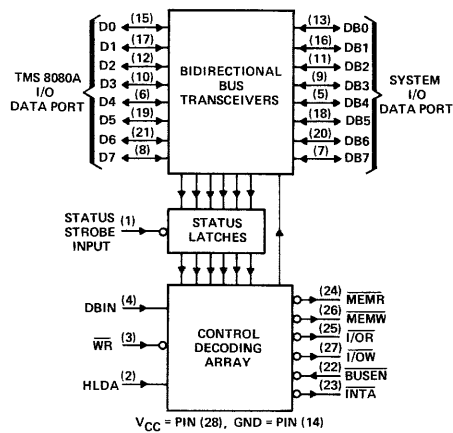 D0 (15) (13) DB0
D1 (17) (16) DB1
D2 (12) (11) DB2
D3 (10) (9) DB3
D4 (6) (5) DB4
D5 (19) (18) DB5
D6 (21) (20) DB6
D7 (8) (7) DB7
TMS 8080A
I/O
DATA PORT
BIDIRECTIONAL
BUS
TRANSCEIVERS
SYSTEM
I/O
DATA PORT
STATUS
STROBE
INPUT
(1)
STATUS
LATCHES
DBIN (4)
WR (3)
HLDA (2)
CONTROL
DECODING
ARRAY
(24) MEMR
(26) MEMW
(25) I/OR
(27) I/OW
(22) BUSEN
(23) INTA
VCC = PIN (28), GND = PIN (14)